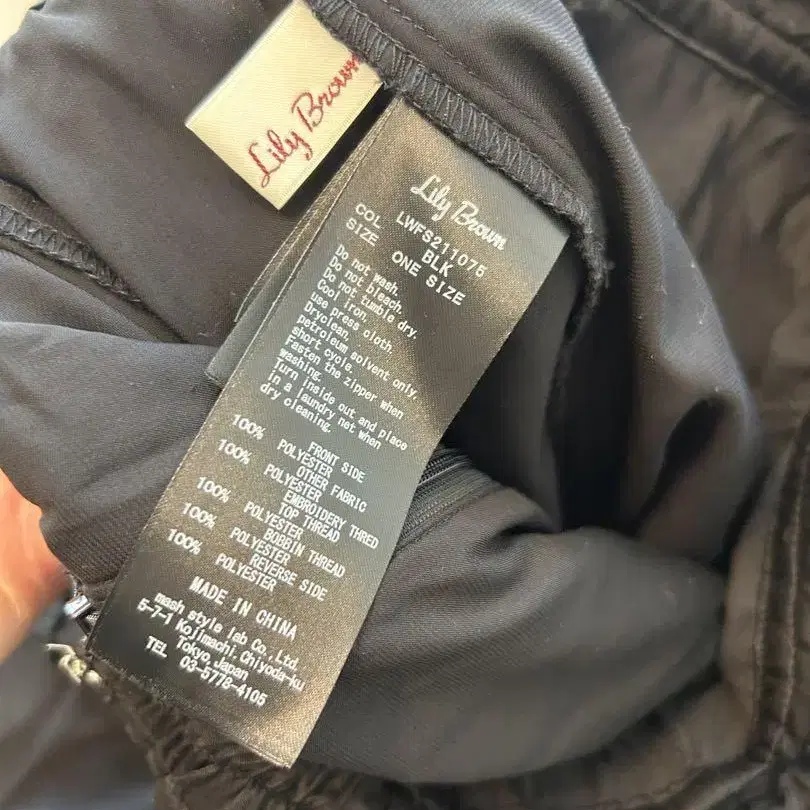 Lily Brown
Lily Brown
LWFS211075
COL BLK
SIZE ONE SIZE
Do not wash.
Do not bleach.
Do not tumble dry.
Cool iron.
use press cloth,
Dryclean,
petroleum solvent only,
short cycle.
Fasten the zipper when
washing.
Turn inside out and place
in a laundry net when
dry cleaning.
FRONT SIDE
100% POLYESTER
OTHER FABRIC
100% POLYESTER
EMBROIDERY THRED
TOP THREAD
100% POLYESTER
BOBBIN THREAD
100% POLYESTER
REVERSE SIDE
100% POLYESTER
MADE IN CHINA
mash style lab Co.,Ltd.
5-7-1 Kojimachi,Chiyoda-ku
Tokyo,Japan
TEL 03-5778-4105